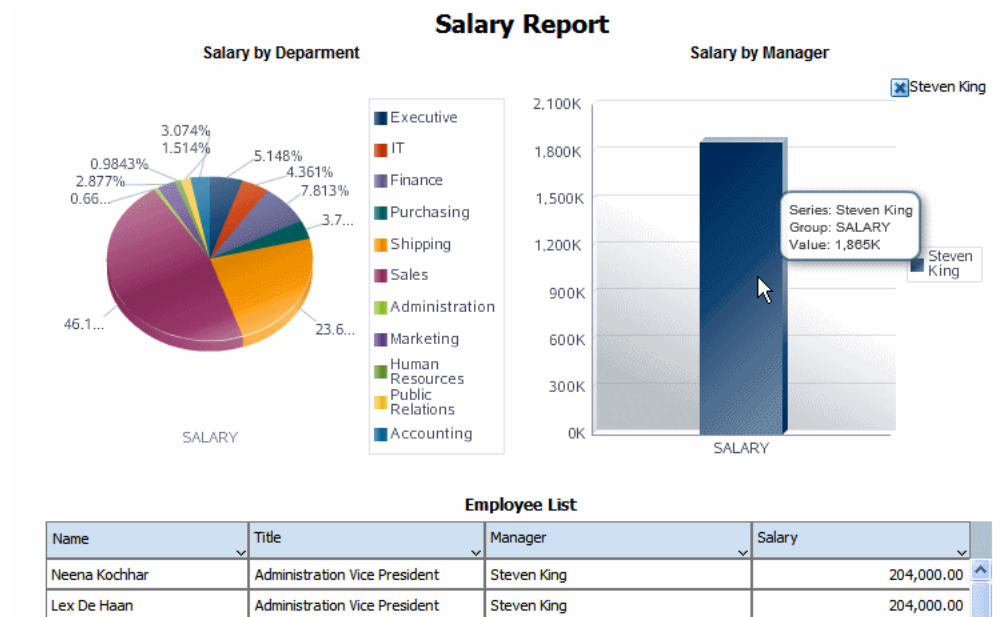 Salary Report
Salary by Deparment
Salary by Manager
Steven King
3.074%
1.514%
0.9843%
2.877%
0.66...
5.148%
4.361%
7.813%
3.7...
46.1...
23.6...
SALARY
Executive
IT
Finance
Purchasing
Shipping
Sales
Administration
Marketing
Human
Resources
Public
Relations
Accounting
2,100K
1,800K
1,500K
1,200K
900K
600K
300K
0K
SALARY
Series: Steven King
Group: SALARY
Value: 1,865K
Steven
King
Employee List
Name Title Manager Salary
Neena Kochhar Administration Vice President Steven King 204,000.00
Lex De Haan Administration Vice President Steven King 204,000.00